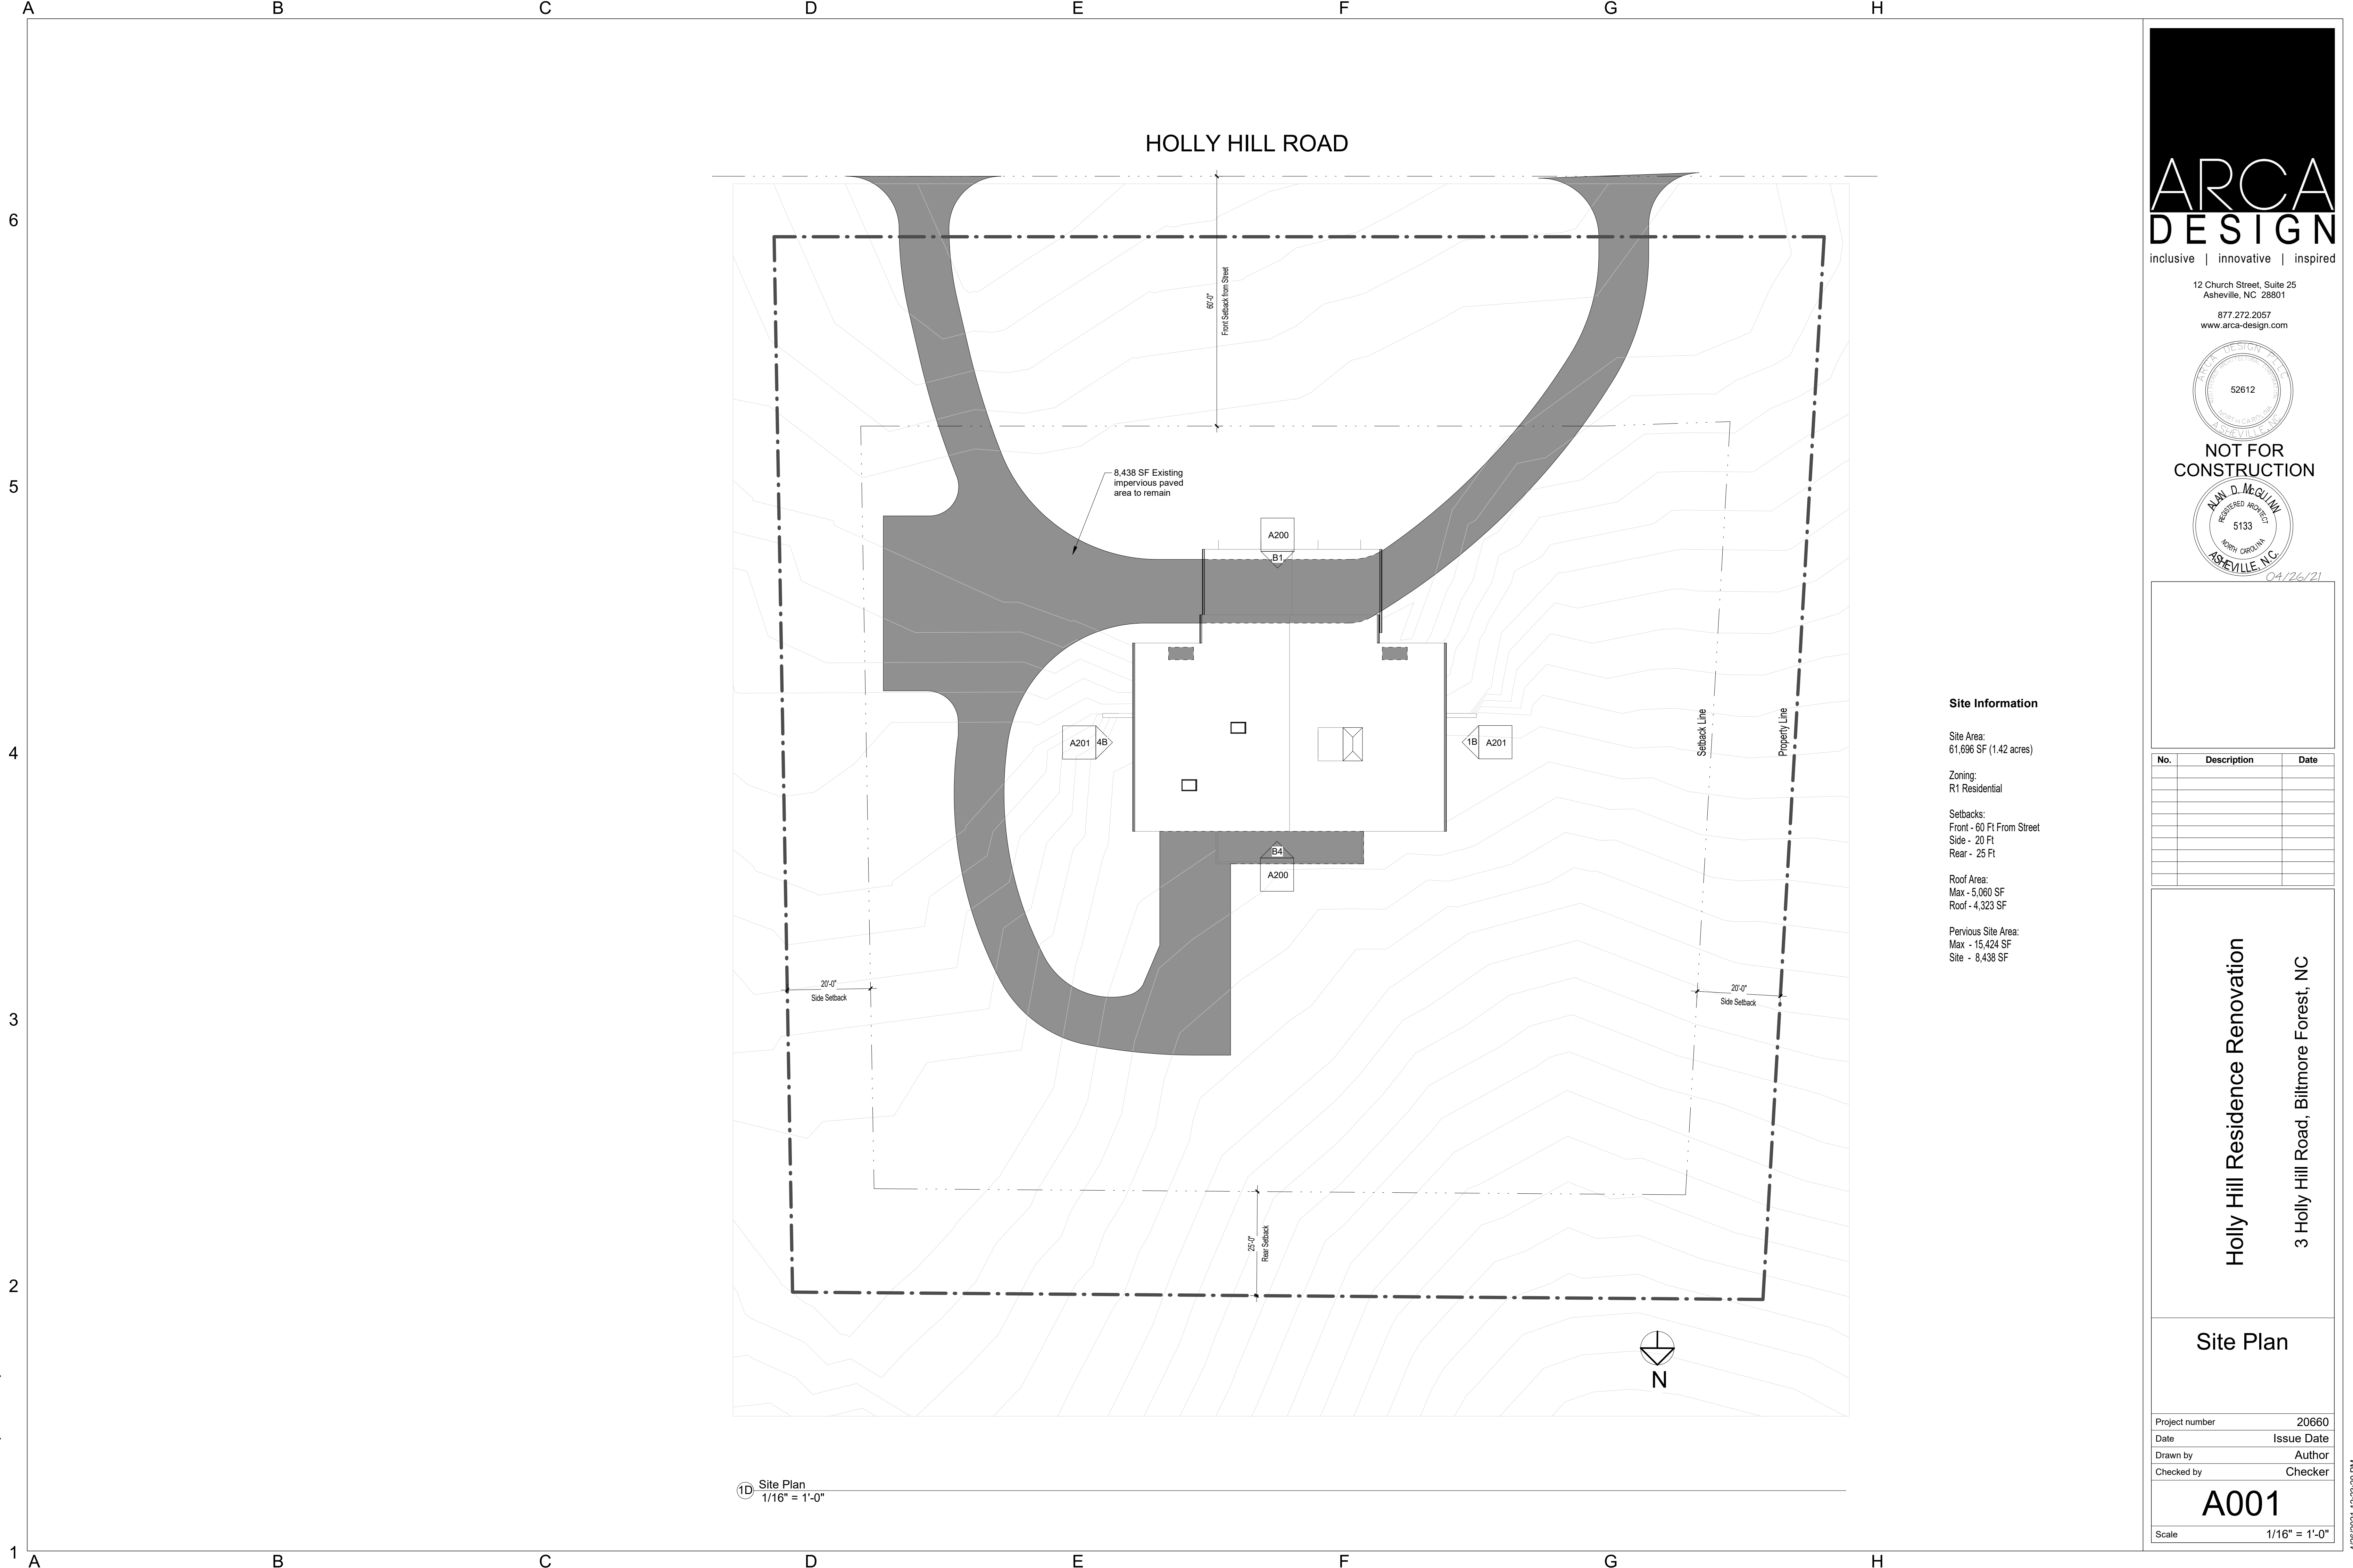 A B C D E F G H
HOLLY HILL ROAD
6
5
4
3
2
1
60'-0"
Front Setback from Street
8,438 SF Existing
impervious paved
area to remain
A200
B1
A201 4B
1B A201
B4
A200
Setback Line
Property Line
20'-0"
Side Setback
20'-0"
Side Setback
25'-0"
Rear Setback
N
1D Site Plan
1/16" = 1'-0"
A B C D E F G H
Site Information
Site Area:
61,696 SF (1.42 acres)
Zoning:
R1 Residential
Setbacks:
Front - 60 Ft From Street
Side - 20 Ft
Rear - 25 Ft
Roof Area:
Max - 5,060 SF
Roof - 4,323 SF
Pervious Site Area:
Max - 15,424 SF
Site - 8,438 SF
ARCA
DESIGN
inclusive | innovative | inspired
12 Church Street, Suite 25
Asheville, NC 28801
877.272.2057
www.arca-design.com
ARCA DESIGN PLLC
52612
NORTH CAROLINA
ASHEVILLE, NC
NOT FOR
CONSTRUCTION
ALAN D. McGUINN
REGISTERED ARCHITECT
5133
NORTH CAROLINA
ASHEVILLE, N.C.
04/26/21
No. Description Date
Holly Hill Residence Renovation
3 Holly Hill Road, Biltmore Forest, NC
Site Plan
Project number 20660
Date Issue Date
Drawn by Author
Checked by Checker
A001
Scale 1/16" = 1'-0"